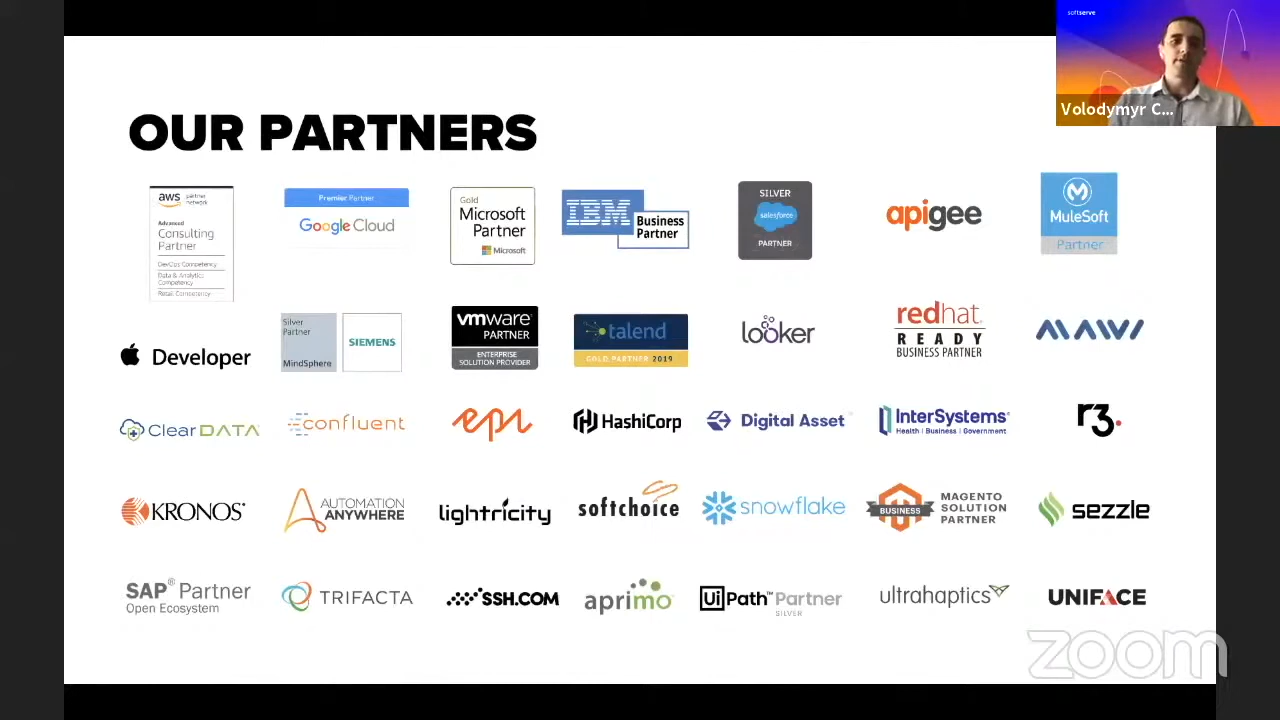 softserve
Volodymyr C...
OUR PARTNERS
aws partner network
Advanced
Consulting
Partner
DevOps Competency
Data & Analytics
Competency
Retail Competency
Premier Partner
Google Cloud
Gold
Microsoft
Partner
Microsoft
IBM
Business
Partner
SILVER
salesforce
PARTNER
apigee
MuleSoft
Partner
Developer
Silver
Partner
MindSphere
SIEMENS
vmware®
PARTNER
ENTERPRISE
SOLUTION PROVIDER
talend
GOLD PARTNER 2019
looker
redhat.
READY
BUSINESS PARTNER
MAWI
ClearDATA
confluent
epi
HashiCorp
Digital Asset
InterSystems®
Health | Business | Government
r3.
KRONOS®
AUTOMATION
ANYWHERE
lightricity
softchoice
snowflake
BUSINESS
MAGENTO
SOLUTION
PARTNER
sezzle
SAP® Partner
Open Ecosystem
TRIFACTA
SSH.COM
aprimo
UiPath™ Partner
SILVER
ultrahaptics
UNIFACE
zoom